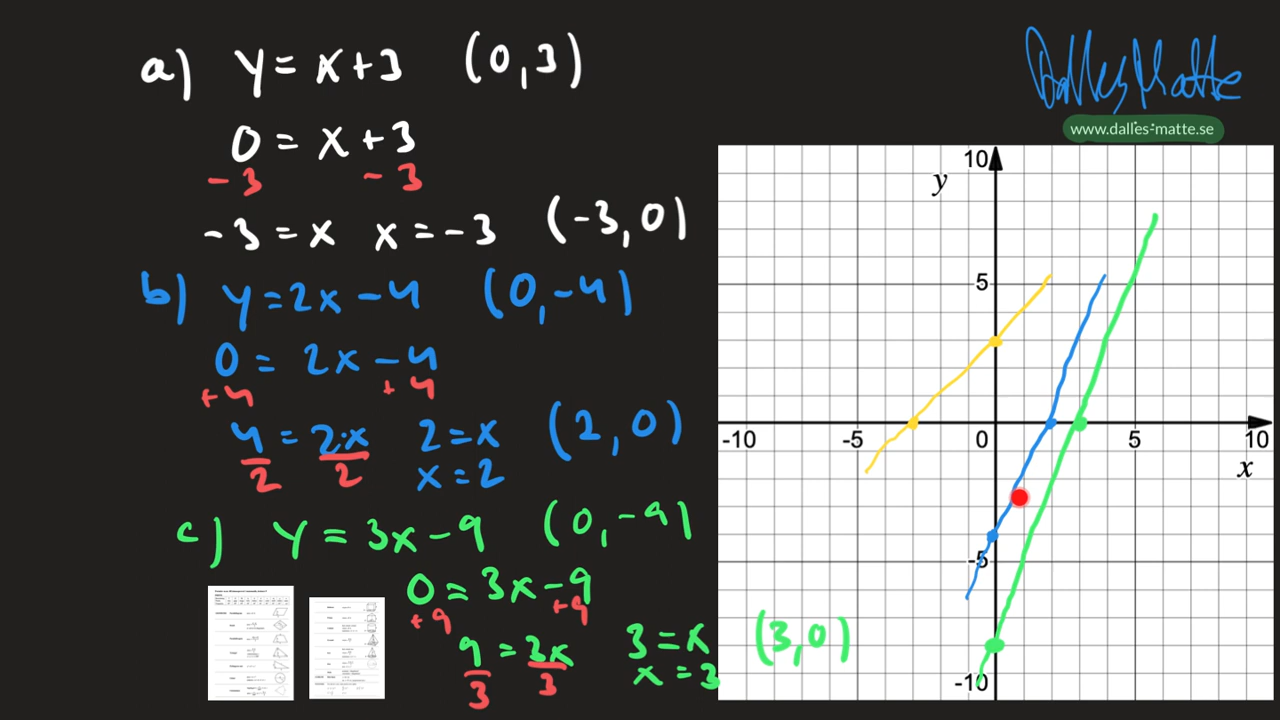 a) y = x+3 (0,3)
0 = x+3
-3 -3
-3 = x x = -3 (-3,0)
b) y = 2x-4 (0,-4)
0 = 2x-4
+4 +4
4/2 = 2·x/2 2 = x (2,0)
x = 2
c) y = 3x-9 (0,-9)
0 = 3x-9
+9 +9
9/3 = 3x/3 3 = x (3,0)
x = 3
DallesMatte
www.dalles-matte.se
10
y
5
-10 -5 0 5 10
x
-5
-10